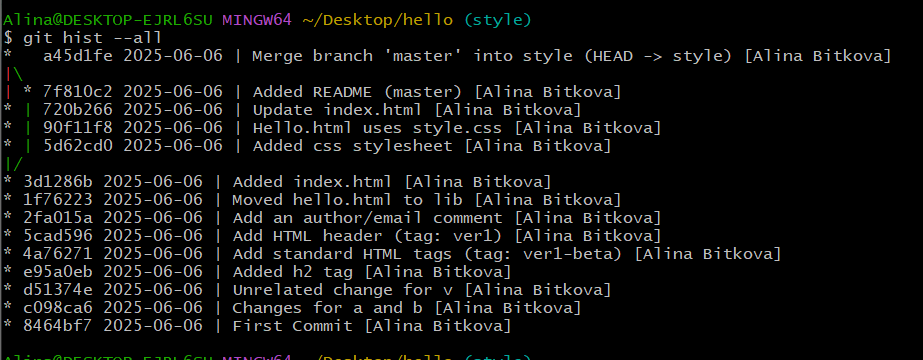 Alina@DESKTOP-EJRL6SU MINGW64 ~/Desktop/hello (style)
$ git hist --all
*   a45d1fe 2025-06-06 | Merge branch 'master' into style (HEAD -> style) [Alina Bitkova]
|\
| * 7f810c2 2025-06-06 | Added README (master) [Alina Bitkova]
* | 720b266 2025-06-06 | Update index.html [Alina Bitkova]
* | 90f11f8 2025-06-06 | Hello.html uses style.css [Alina Bitkova]
* | 5d62cd0 2025-06-06 | Added css stylesheet [Alina Bitkova]
|/
* 3d1286b 2025-06-06 | Added index.html [Alina Bitkova]
* 1f76223 2025-06-06 | Moved hello.html to lib [Alina Bitkova]
* 2fa015a 2025-06-06 | Add an author/email comment [Alina Bitkova]
* 5cad596 2025-06-06 | Add HTML header (tag: ver1) [Alina Bitkova]
* 4a76271 2025-06-06 | Add standard HTML tags (tag: ver1-beta) [Alina Bitkova]
* e95a0eb 2025-06-06 | Added h2 tag [Alina Bitkova]
* d51374e 2025-06-06 | Unrelated change for v [Alina Bitkova]
* c098ca6 2025-06-06 | Changes for a and b [Alina Bitkova]
* 8464bf7 2025-06-06 | First Commit [Alina Bitkova]
Alina@DESKTOP-EJRL6SU MINGW64 ~/Desktop/hello (style)